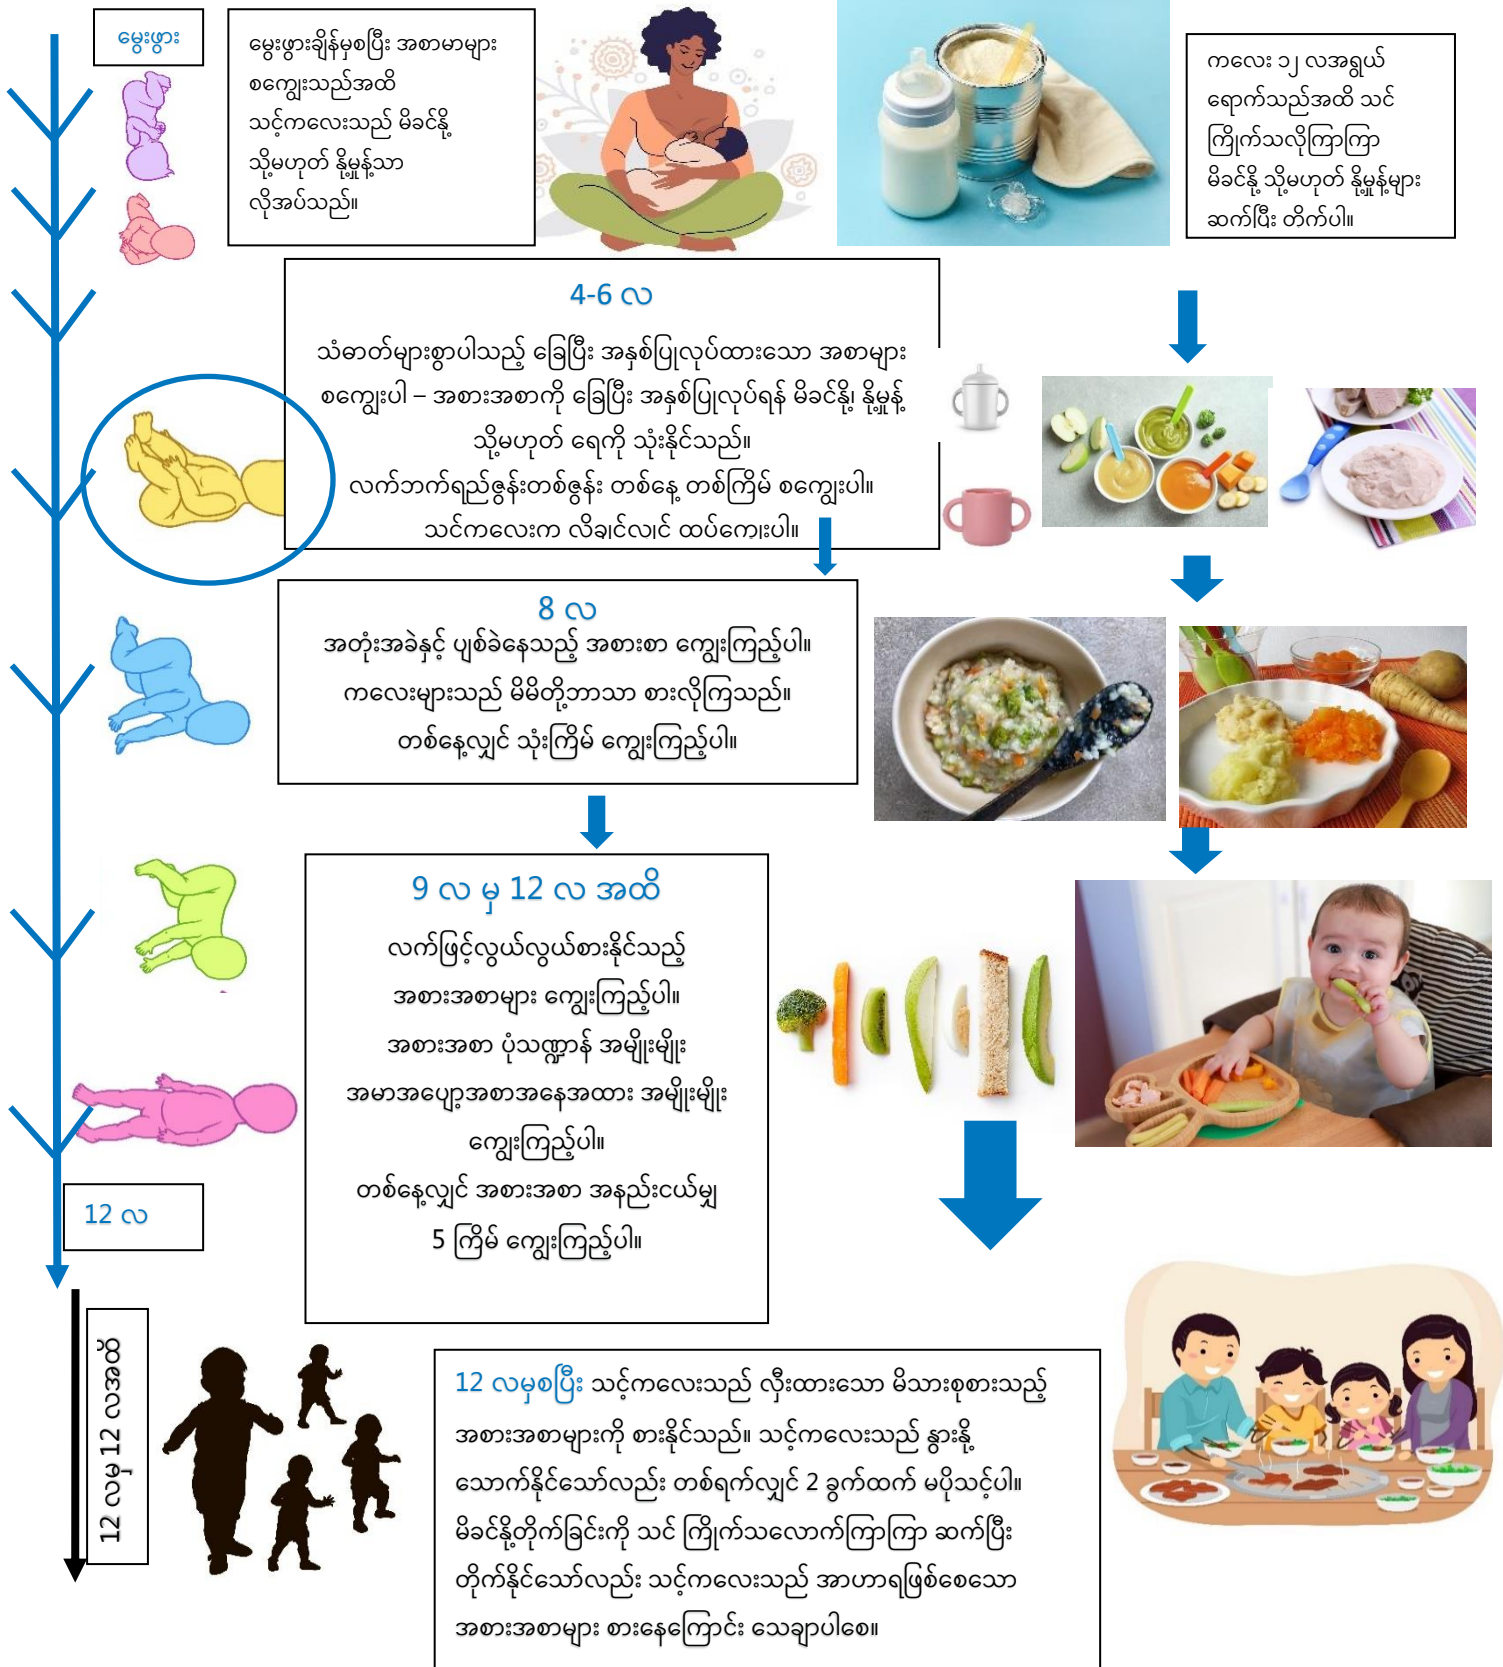 မွေးဖွား
မွေးဖွားချိန်မှစပြီး အစာမာများ
စကျွေးသည်အထိ
သင့်ကလေးသည် မိခင်နို့
သို့မဟုတ် နို့မှုန့်သာ
လိုအပ်သည်။
ကလေး ၁၂ လအရွယ်
ရောက်သည်အထိ သင်
ကြိုက်သလိုကြာကြာ
မိခင်နို့ သို့မဟုတ် နို့မှုန့်များ
ဆက်ပြီး တိုက်ပါ။
4-6 လ
သံဓာတ်များစွာပါသည့် ခြေပြီး အနှစ်ပြုလုပ်ထားသော အစာများ
စကျွေးပါ – အစားအစာကို ခြေပြီး အနှစ်ပြုလုပ်ရန် မိခင်နို့၊ နို့မှုန့်
သို့မဟုတ် ရေကို သုံးနိုင်သည်။
လက်ဘက်ရည်ဇွန်းတစ်ဇွန်း တစ်နေ့ တစ်ကြိမ် စကျွေးပါ။
သင်ကလေးက လိုချင်လျှင် ထပ်ကျွေးပါ။
8 လ
အတုံးအခဲနှင့် ပျစ်ခဲနေသည့် အစားစာ ကျွေးကြည့်ပါ။
ကလေးများသည် မိမိတို့ဘာသာ စားလိုကြသည်။
တစ်နေ့လျှင် သုံးကြိမ် ကျွေးကြည့်ပါ။
9 လ မှ 12 လ အထိ
လက်ဖြင့်လွယ်လွယ်စားနိုင်သည့်
အစားအစာများ ကျွေးကြည့်ပါ။
အစားအစာ ပုံသဏ္ဌာန် အမျိုးမျိုး
အမာအပျော့အစာအနေအထား အမျိုးမျိုး
ကျွေးကြည့်ပါ။
တစ်နေ့လျှင် အစားအစာ အနည်းငယ်မျှ
5 ကြိမ် ကျွေးကြည့်ပါ။
12 လ
12 လမှ 12 လအထိ
12 လမှစပြီး သင့်ကလေးသည် လှီးထားသော မိသားစုစားသည့်
အစားအစာများကို စားနိုင်သည်။ သင့်ကလေးသည် နွားနို့
သောက်နိုင်သော်လည်း တစ်ရက်လျှင် 2 ခွက်ထက် မပိုသင့်ပါ။
မိခင်နို့တိုက်ခြင်းကို သင် ကြိုက်သလောက်ကြာကြာ ဆက်ပြီး
တိုက်နိုင်သော်လည်း သင့်ကလေးသည် အာဟာရဖြစ်စေသော
အစားအစာများ စားနေကြောင်း သေချာပါစေ။